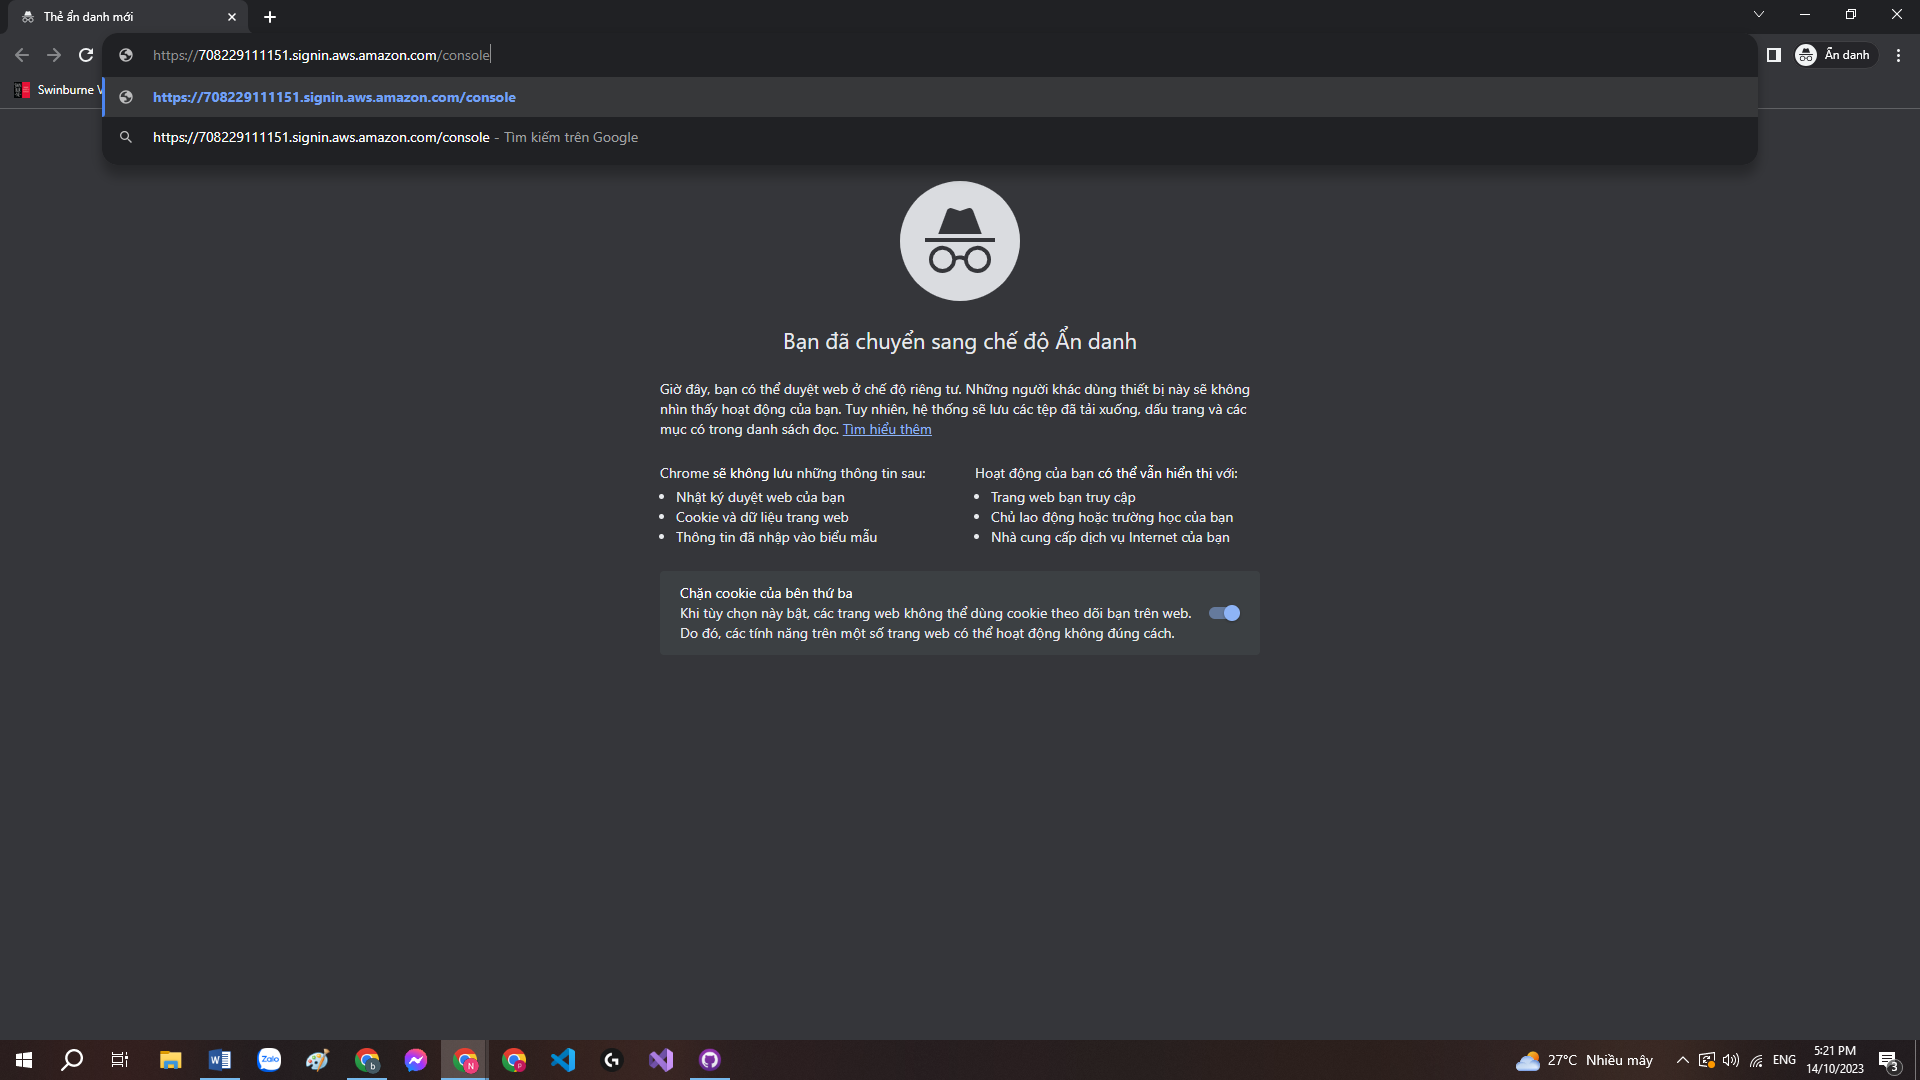 Thẻ ẩn danh mới
https://708229111151.signin.aws.amazon.com/console
Ẩn danh
Swinburne
https://708229111151.signin.aws.amazon.com/console
https://708229111151.signin.aws.amazon.com/console - Tìm kiếm trên Google
Bạn đã chuyển sang chế độ Ẩn danh
Giờ đây, bạn có thể duyệt web ở chế độ riêng tư. Những người khác dùng thiết bị này sẽ không
nhìn thấy hoạt động của bạn. Tuy nhiên, hệ thống sẽ lưu các tệp đã tải xuống, dấu trang và các
mục có trong danh sách đọc. Tìm hiểu thêm
Chrome sẽ không lưu những thông tin sau:
Nhật ký duyệt web của bạn
Cookie và dữ liệu trang web
Thông tin đã nhập vào biểu mẫu
Hoạt động của bạn có thể vẫn hiển thị với:
Trang web bạn truy cập
Chủ lao động hoặc trường học của bạn
Nhà cung cấp dịch vụ Internet của bạn
Chặn cookie của bên thứ ba
Khi tùy chọn này bật, các trang web không thể dùng cookie theo dõi bạn trên web.
Do đó, các tính năng trên một số trang web có thể hoạt động không đúng cách.
Zalo
27°C Nhiều mây
ENG
5:21 PM
14/10/2023
3